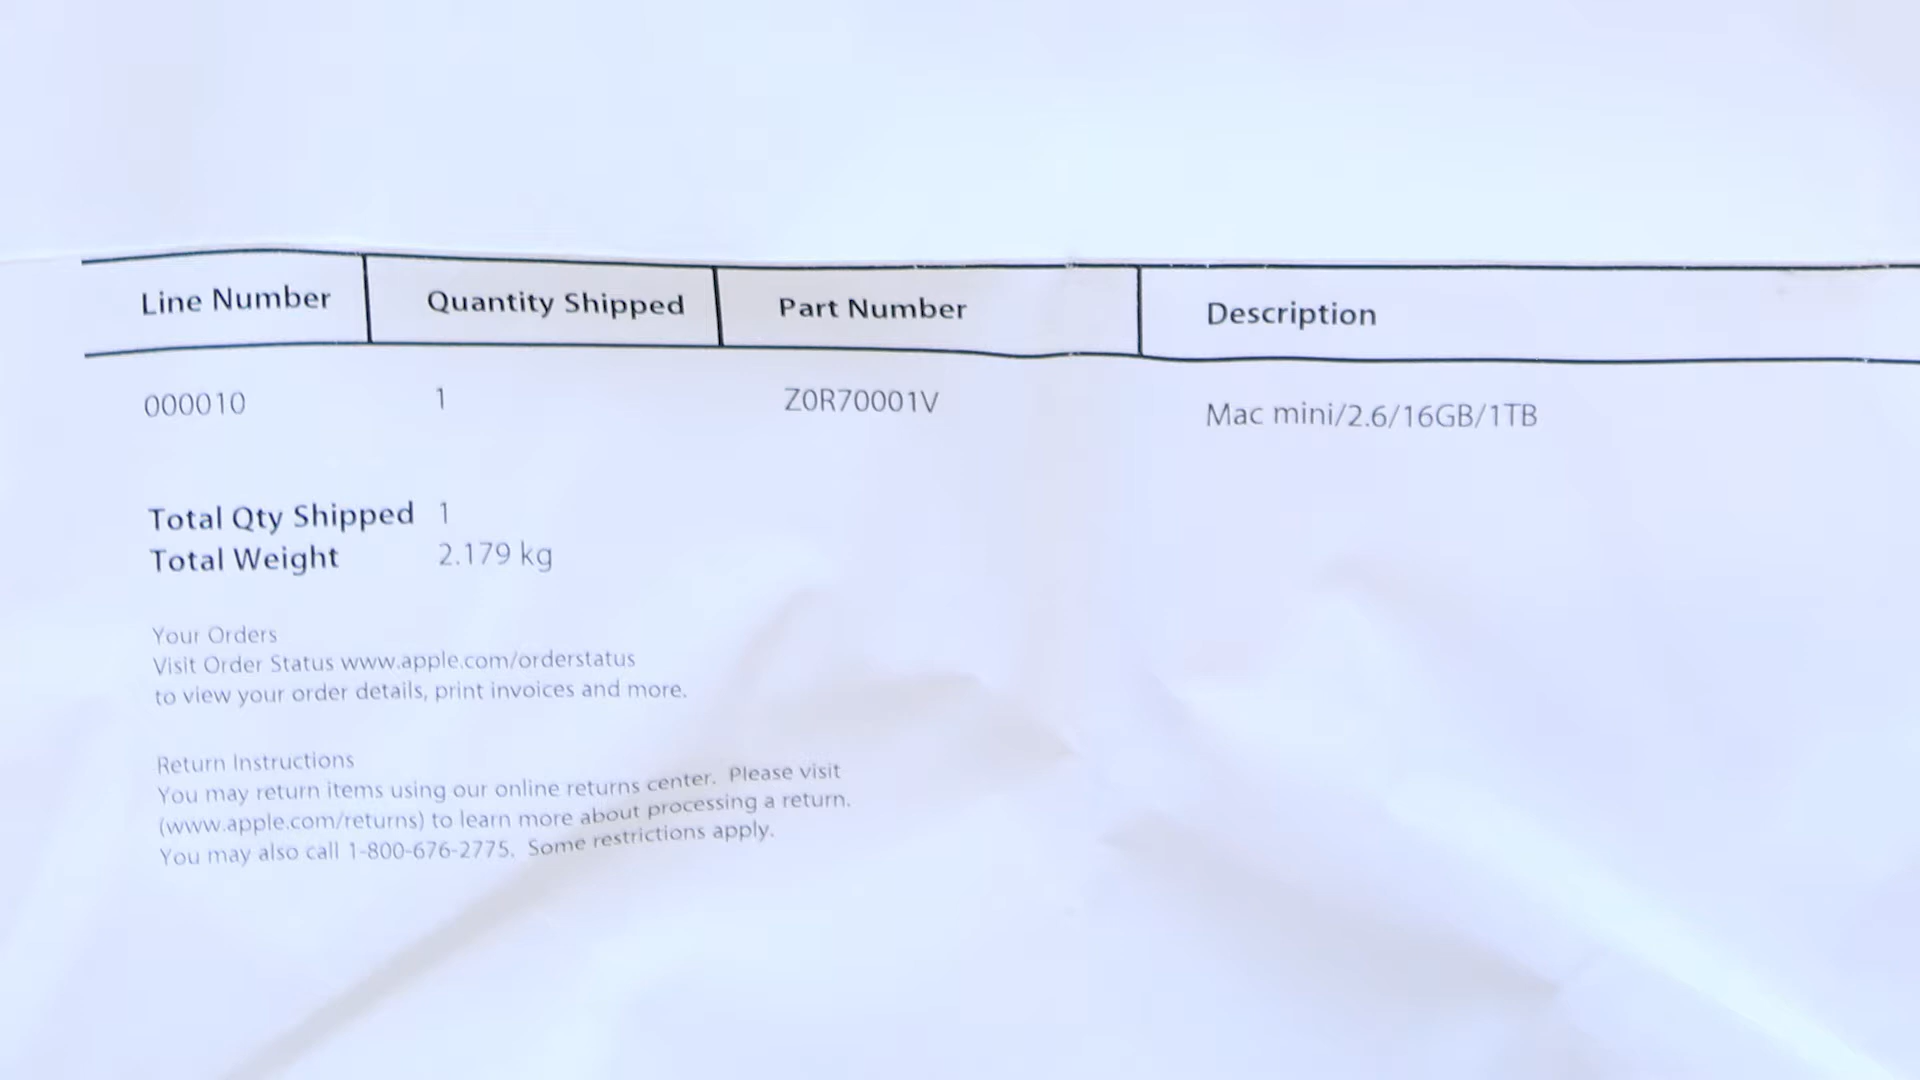 Line Number Quantity Shipped Part Number Description
000010 1 Z0R70001V Mac mini/2.6/16GB/1TB
Total Qty Shipped 1
Total Weight 2.179 kg
Your Orders
Visit Order Status www.apple.com/orderstatus
to view your order details, print invoices and more.
Return Instructions
You may return items using our online returns center. Please visit
(www.apple.com/returns) to learn more about processing a return.
You may also call 1-800-676-2775. Some restrictions apply.